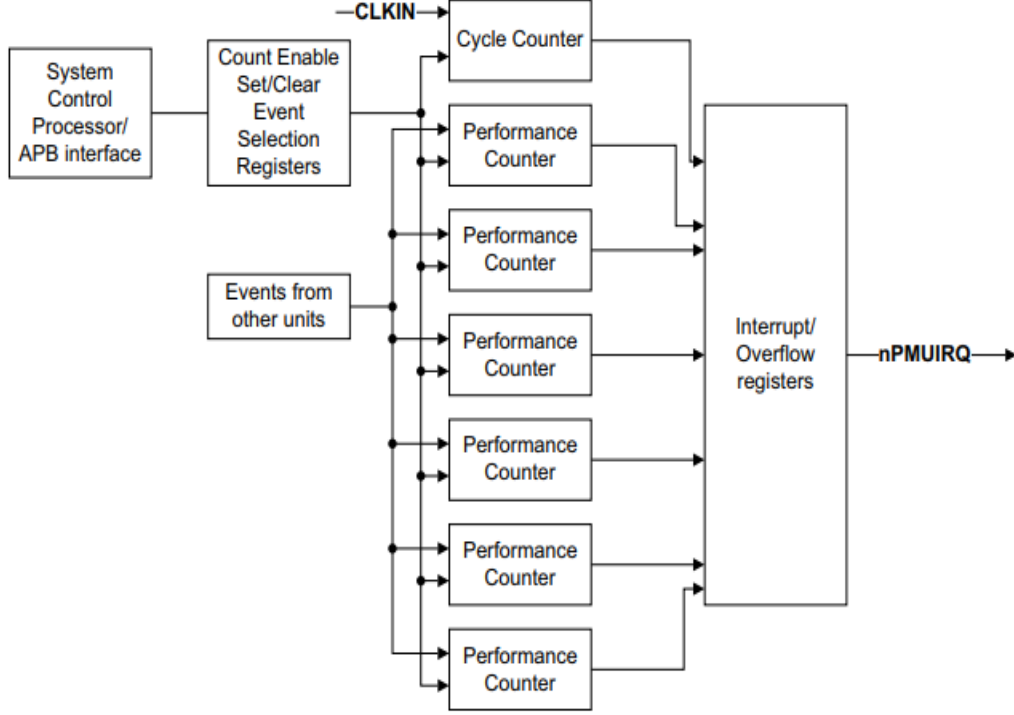 CLKIN
Cycle Counter
System
Control
Processor/
APB interface
Count Enable
Set/Clear
Event
Selection
Registers
Performance
Counter
Performance
Counter
Events from
other units
Performance
Counter
Interrupt/
Overflow
registers
nPMUIRQ
Performance
Counter
Performance
Counter
Performance
Counter